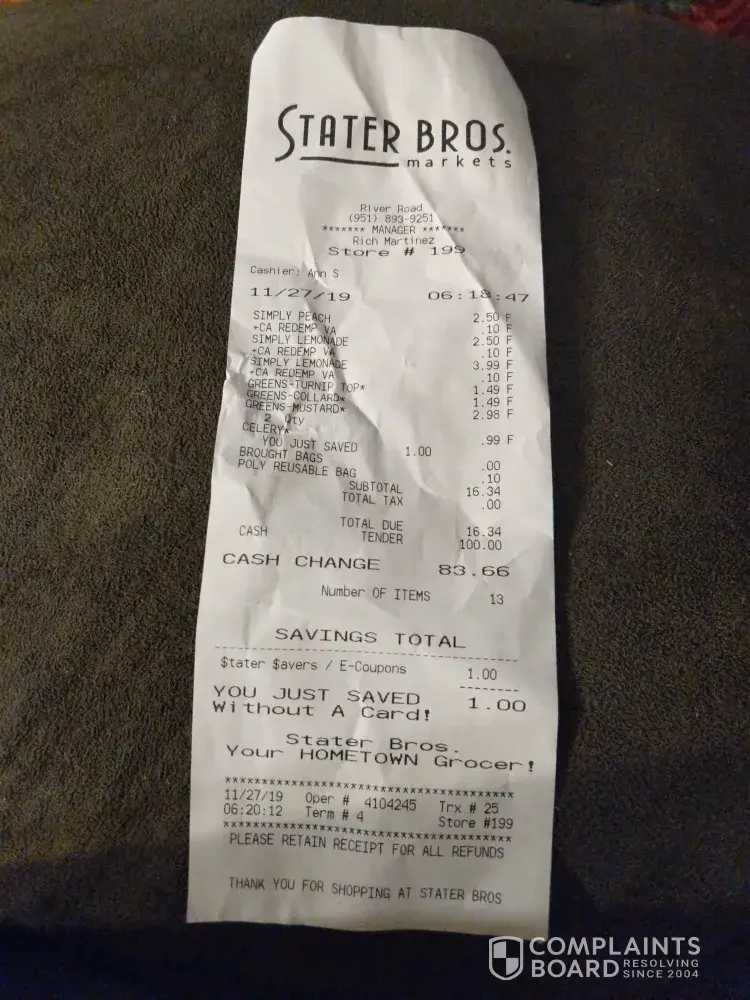 STATER BROS.
markets
River Road
(951) 893-9251
******* MANAGER *******
Rich Martinez
Store # 199
Cashier: Ann S
11/27/19 06:18:47
SIMPLY PEACH 2.50 F
+CA REDEMP VA .10 F
SIMPLY LEMONADE 2.50 F
+CA REDEMP VA .10 F
SIMPLY LEMONADE 3.99 F
+CA REDEMP VA .10 F
GREENS-TURNIP TOP* 1.49 F
GREENS-COLLARD* 1.49 F
GREENS-MUSTARD* 2.98 F
2 Qty
CELERY* .99 F
YOU JUST SAVED 1.00
BROUGHT BAGS .00
POLY REUSABLE BAG .10
SUBTOTAL 16.34
TOTAL TAX .00
TOTAL DUE 16.34
CASH TENDER 100.00
CASH CHANGE 83.66
Number OF ITEMS 13
SAVINGS TOTAL
$tater $avers / E-Coupons 1.00
YOU JUST SAVED 1.00
Without A Card!
Stater Bros.
Your HOMETOWN Grocer!
11/27/19 Oper # 4104245 Trx # 25
06:20:12 Term # 4 Store #199
PLEASE RETAIN RECEIPT FOR ALL REFUNDS
THANK YOU FOR SHOPPING AT STATER BROS
COMPLAINTS
BOARD RESOLVING SINCE 2004